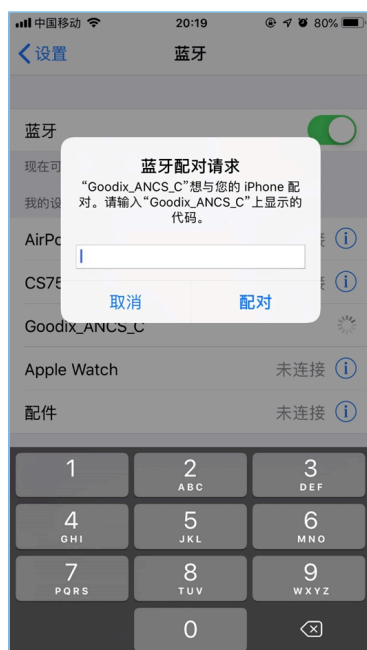 中国移动 20:19 80%
设置 蓝牙
蓝牙
现在可
蓝牙配对请求
“Goodix_ANCS_C”想与您的 iPhone 配
对。请输入“Goodix_ANCS_C”上显示的
代码。
取消 配对
我的设
AirPo
CS75
Goodix_ANCS_C
Apple Watch 未连接
配件 未连接
1 2 3
ABC DEF
4 5 6
GHI JKL MNO
7 8 9
PQRS TUV WXYZ
0